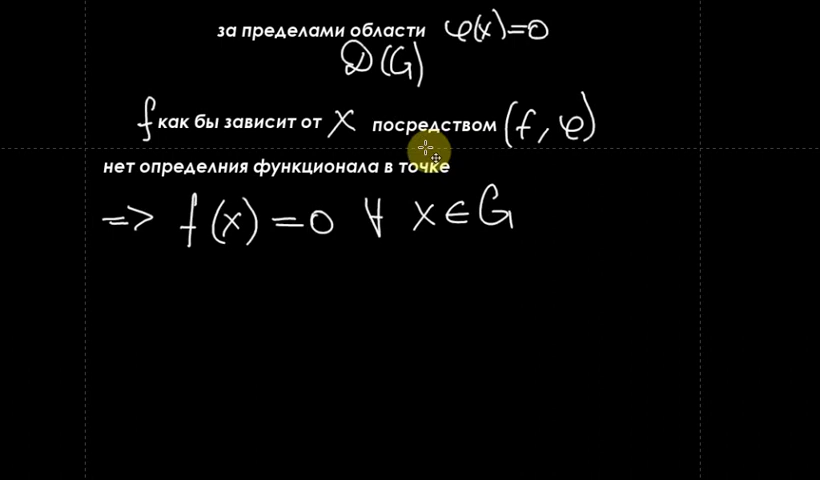 за пределами области φ(x)=0
D(G)
f как бы зависит от x посредством (f, φ)
нет определния функционала в точке
=> f(x)=0 ∀ x∈G